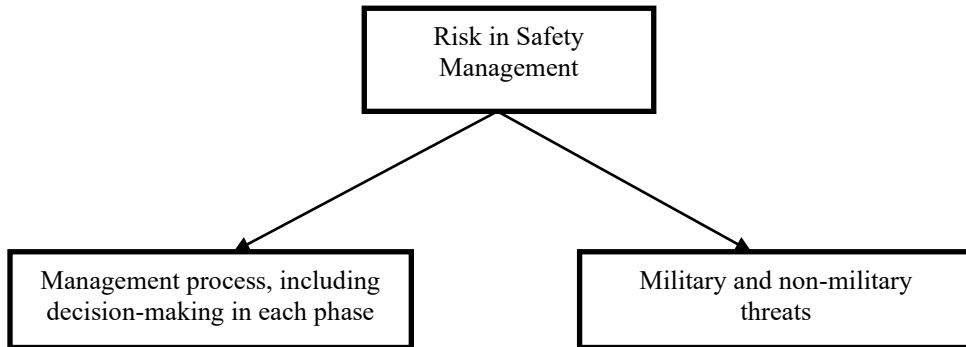 Risk in Safety
Management
Management process, including
decision-making in each phase
Military and non-military
threats